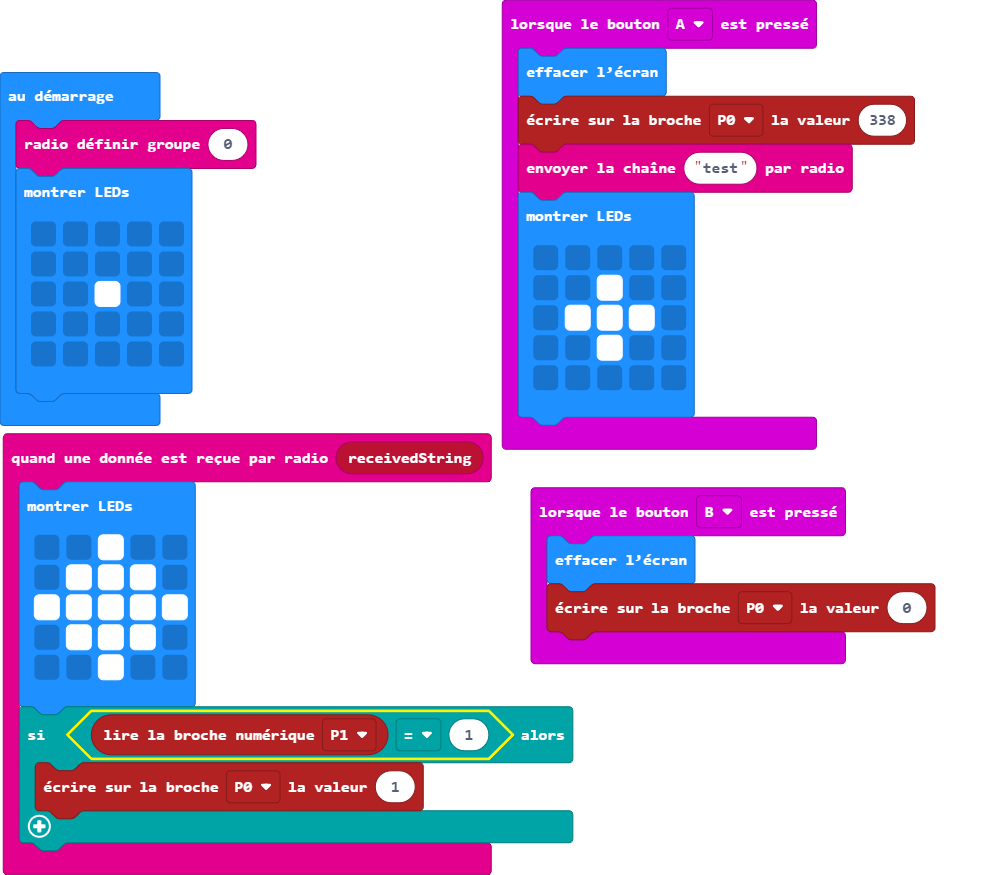 au démarrage
radio définir groupe 0
montrer LEDs
lorsque le bouton A est pressé
effacer l’écran
écrire sur la broche P0 la valeur 338
envoyer la chaîne "test" par radio
montrer LEDs
quand une donnée est reçue par radio receivedString
montrer LEDs
si lire la broche numérique P1 = 1 alors
écrire sur la broche P0 la valeur 1
lorsque le bouton B est pressé
effacer l’écran
écrire sur la broche P0 la valeur 0